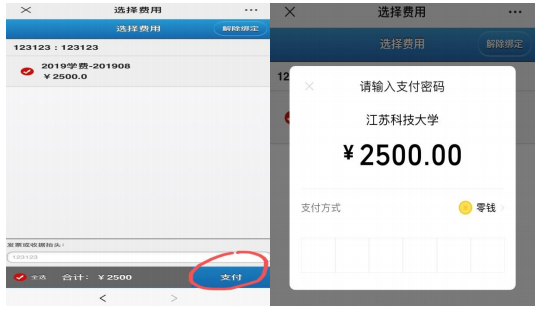 选择费用
选择费用
解除绑定
123123：123123
2019学费-201908
￥2500.0
发票或收据抬头：
123123
全选 合计：￥2500 支付
选择费用
选择费用
解除绑定
12
请输入支付密码
江苏科技大学
¥2500.00
支付方式 零钱